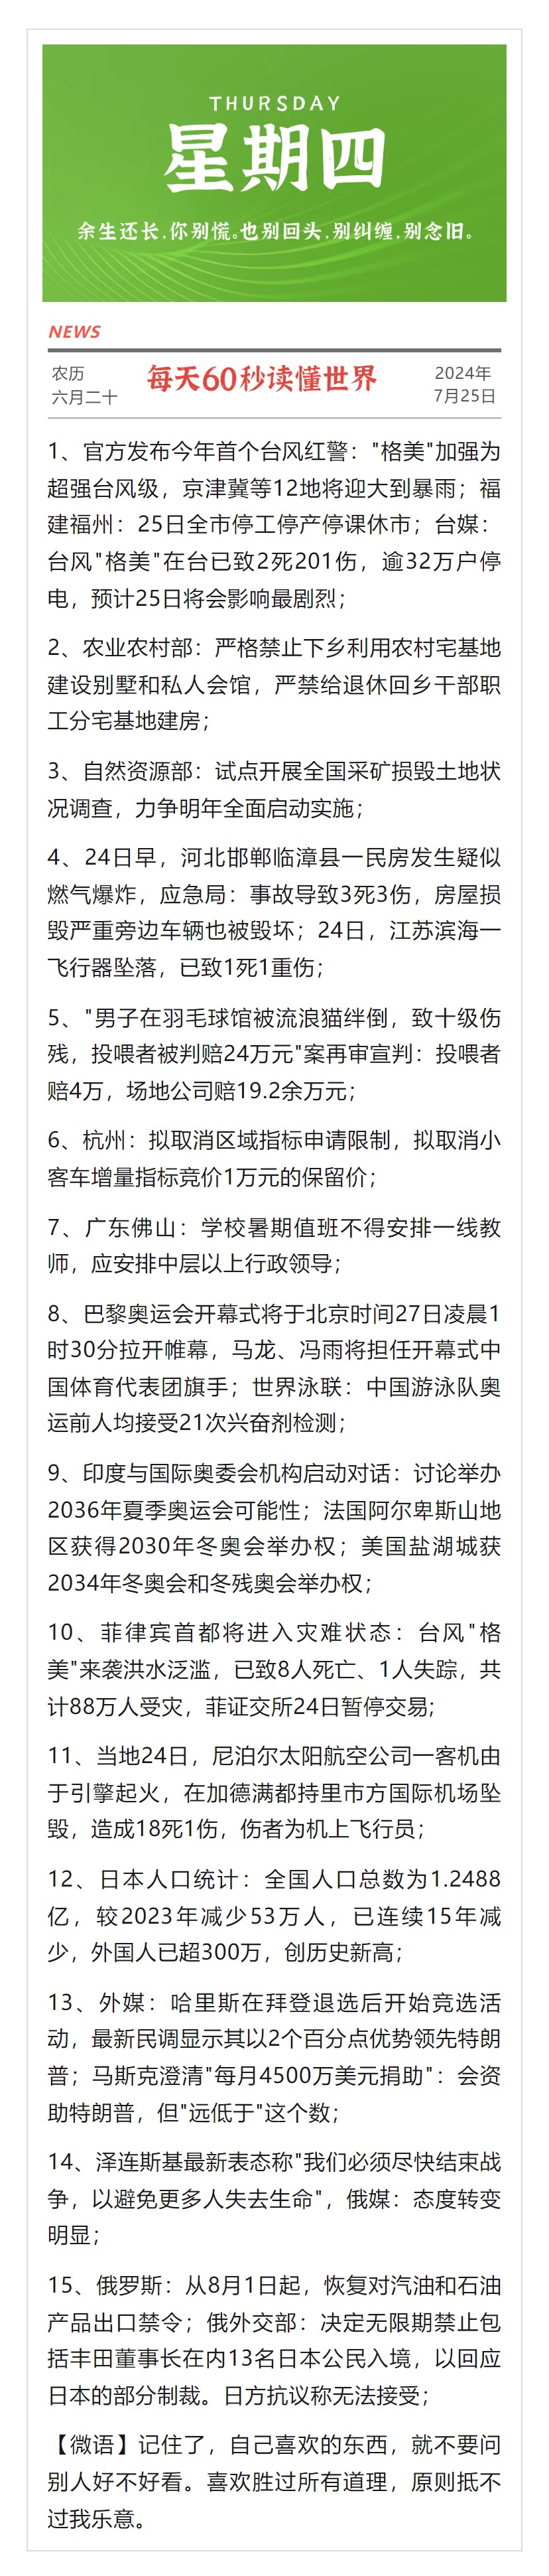 THURSDAY
星期四
余生还长,你别慌。也别回头,别纠缠,别念旧。
NEWS
农历
六月二十
每天60秒读懂世界
2024年
7月25日
1、官方发布今年首个台风红警："格美"加强为
超强台风级，京津冀等12地将迎大到暴雨；福
建福州：25日全市停工停产停课休市；台媒：
台风"格美"在台已致2死201伤，逾32万户停
电，预计25日将会影响最剧烈；
2、农业农村部：严格禁止下乡利用农村宅基地
建设别墅和私人会馆，严禁给退休回乡干部职
工分宅基地建房；
3、自然资源部：试点开展全国采矿损毁土地状
况调查，力争明年全面启动实施；
4、24日早，河北邯郸临漳县一民房发生疑似
燃气爆炸，应急局：事故导致3死3伤，房屋损
毁严重旁边车辆也被毁坏；24日，江苏滨海一
飞行器坠落，已致1死1重伤；
5、"男子在羽毛球馆被流浪猫绊倒，致十级伤
残，投喂者被判赔24万元"案再审宣判：投喂者
赔4万，场地公司赔19.2余万元；
6、杭州：拟取消区域指标申请限制，拟取消小
客车增量指标竞价1万元的保留价；
7、广东佛山：学校暑期值班不得安排一线教
师，应安排中层以上行政领导；
8、巴黎奥运会开幕式将于北京时间27日凌晨1
时30分拉开帷幕，马龙、冯雨将担任开幕式中
国体育代表团旗手；世界泳联：中国游泳队奥
运前人均接受21次兴奋剂检测；
9、印度与国际奥委会机构启动对话：讨论举办
2036年夏季奥运会可能性；法国阿尔卑斯山地
区获得2030年冬奥会举办权；美国盐湖城获
2034年冬奥会和冬残奥会举办权；
10、菲律宾首都将进入灾难状态：台风"格
美"来袭洪水泛滥，已致8人死亡、1人失踪，共
计88万人受灾，菲证交所24日暂停交易;
11、当地24日，尼泊尔太阳航空公司一客机由
于引擎起火，在加德满都特里布万国际机场坠
毁，造成18死1伤，伤者为机上飞行员；
12、日本人口统计：全国人口总数为1.2488
亿，较2023年减少53万人，已连续15年减
少，外国人已超300万，创历史新高；
13、外媒：哈里斯在拜登退选后开始竞选活
动，最新民调显示其以2个百分点优势领先特朗
普；马斯克澄清"每月4500万美元捐助"：会资
助特朗普，但"远低于"这个数；
14、泽连斯基最新表态称"我们必须尽快结束战
争，以避免更多人失去生命"，俄媒：态度转变
明显；
15、俄罗斯：从8月1日起，恢复对汽油和石油
产品出口禁令；俄外交部：决定无限期禁止包
括丰田董事长在内13名日本公民入境，以回应
日本的部分制裁。日方抗议称无法接受；
【微语】记住了，自己喜欢的东西，就不要问
别人好不好看。喜欢胜过所有道理，原则抵不
过我乐意。